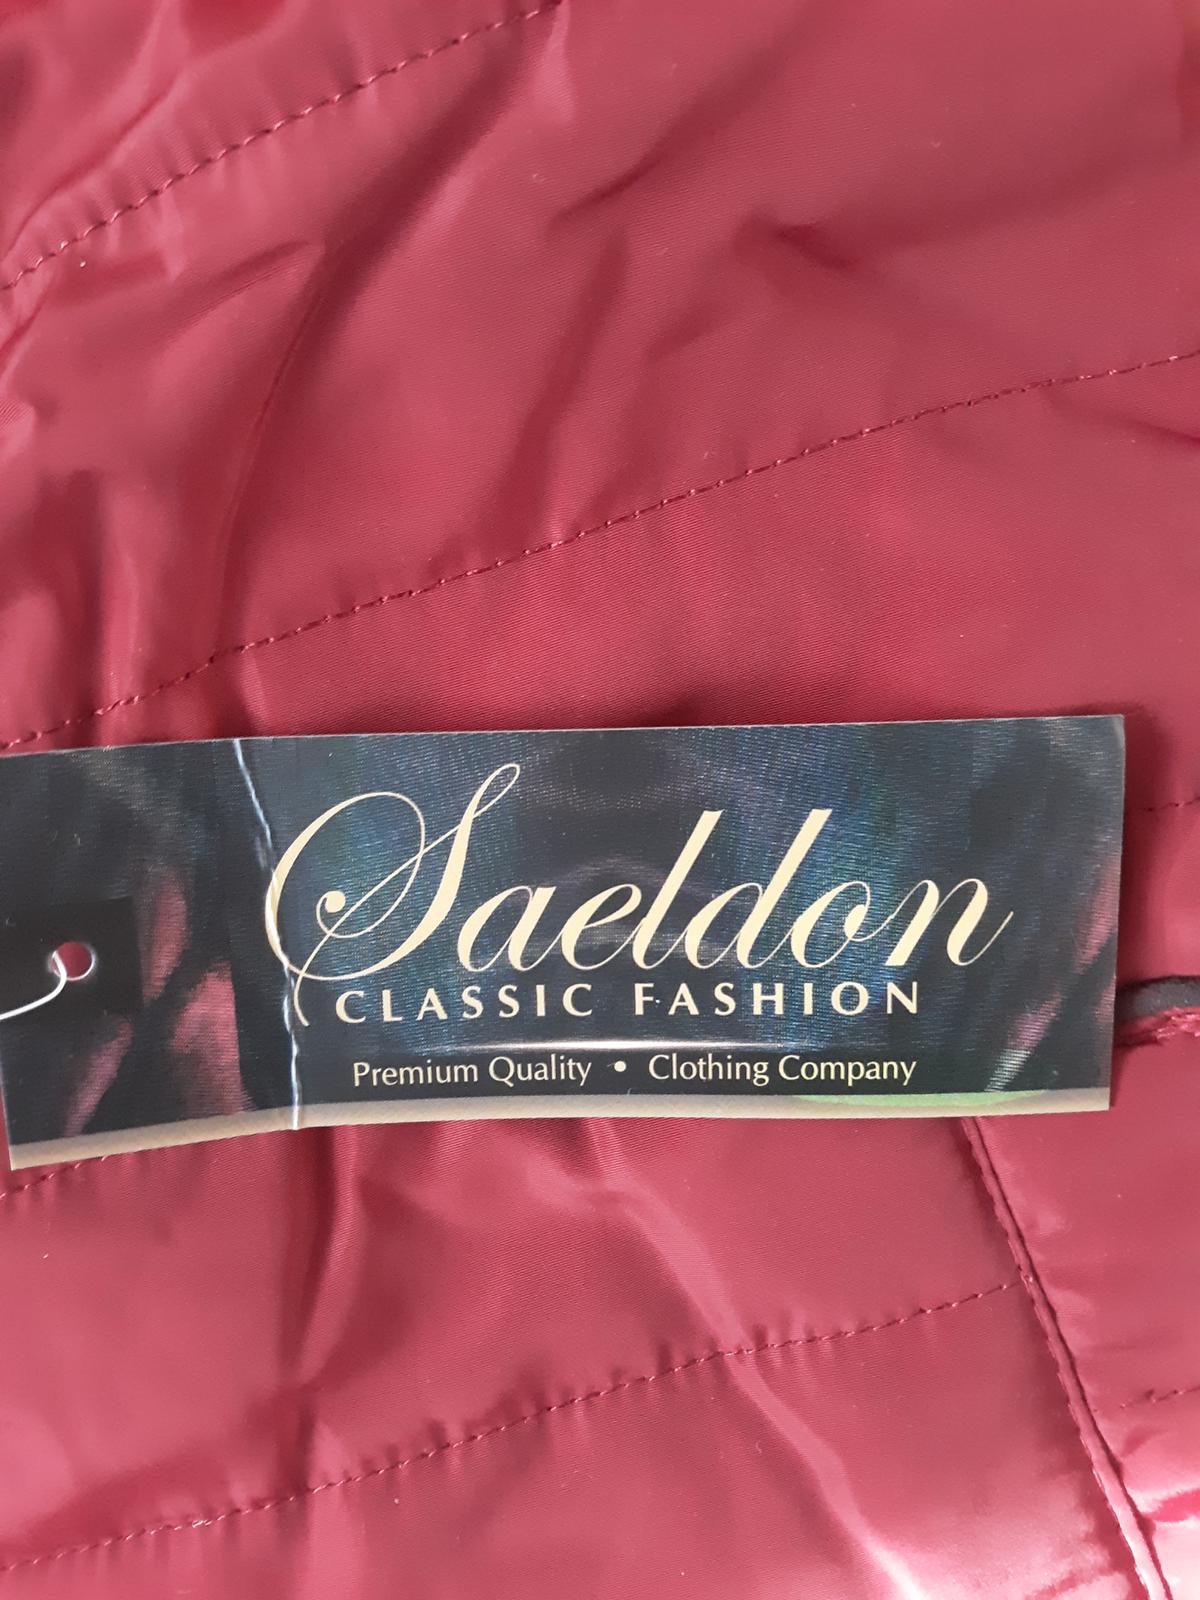 Saeldon
CLASSIC FASHION
Premium Quality • Clothing Company